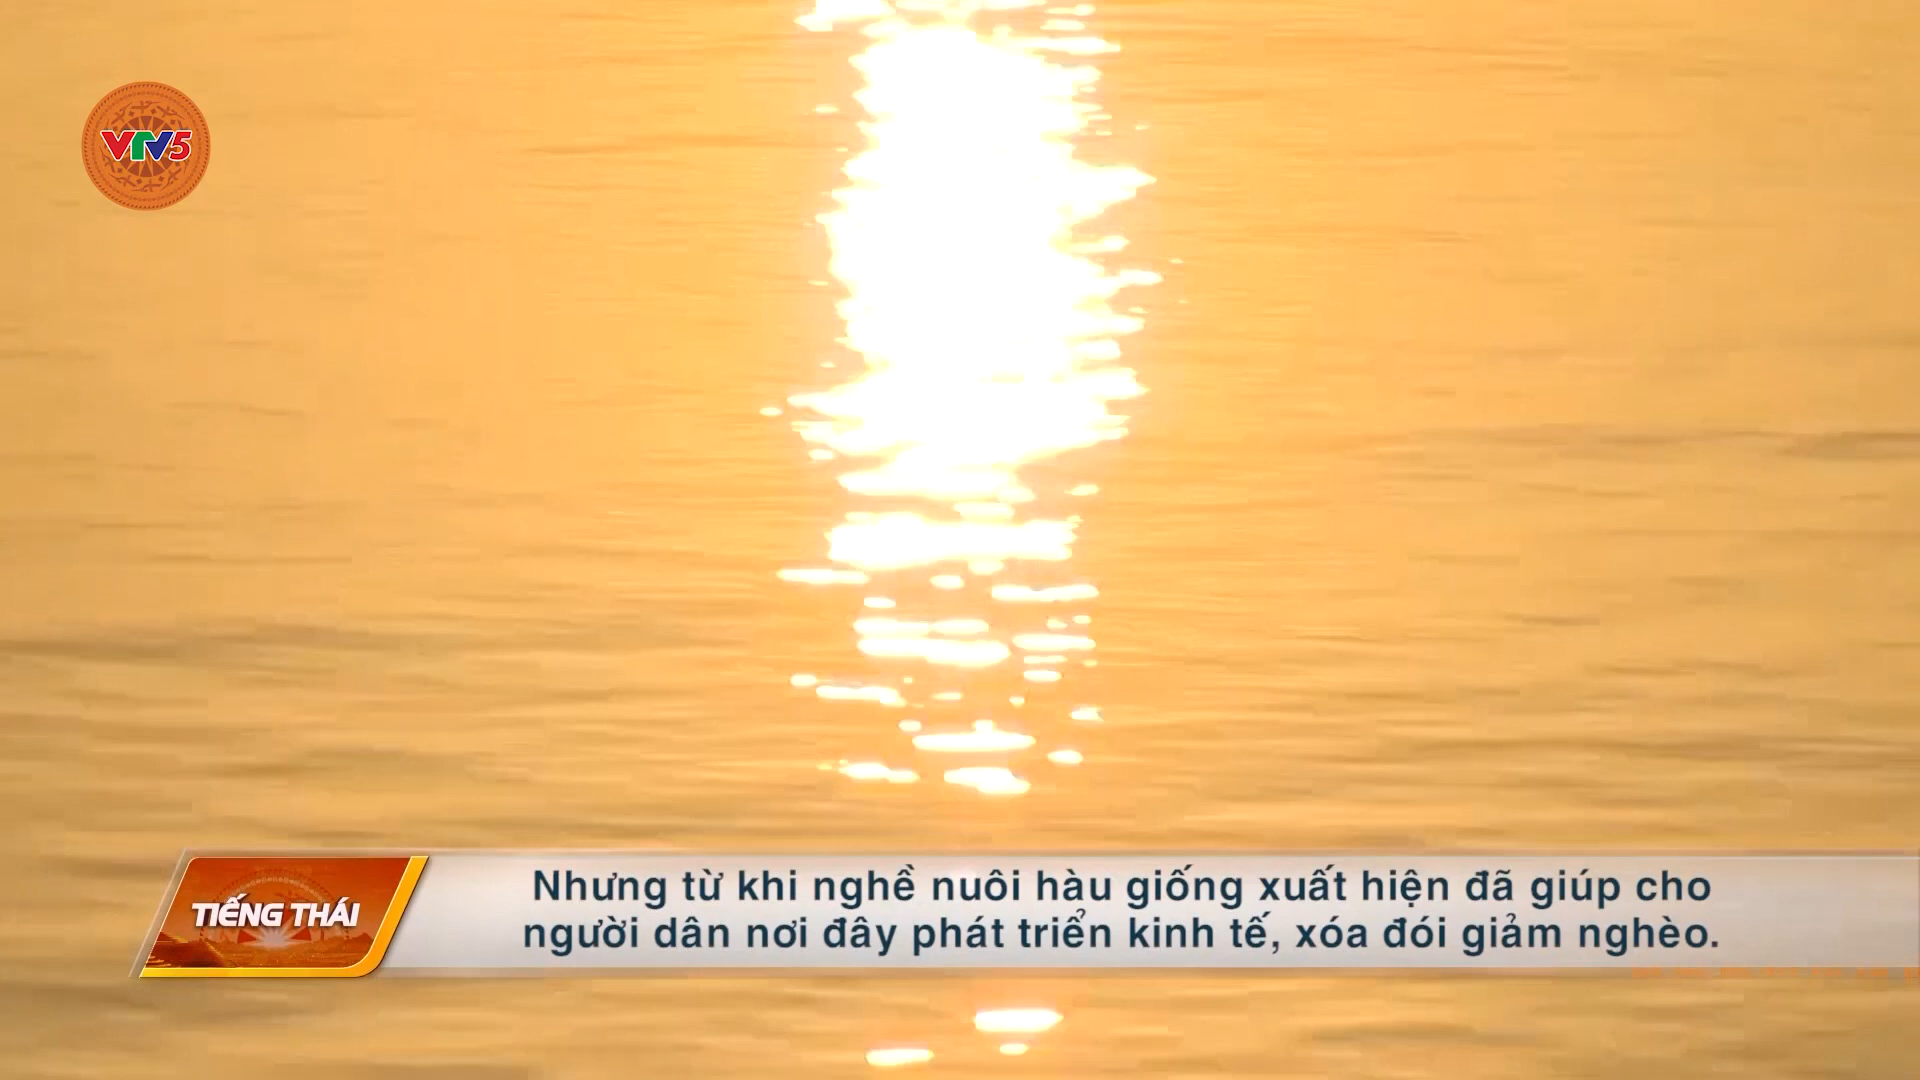 VTV5
Nhưng từ khi nghề nuôi hàu giống xuất hiện đã giúp cho
người dân nơi đây phát triển kinh tế, xóa đói giảm nghèo.
TIẾNG THÁI